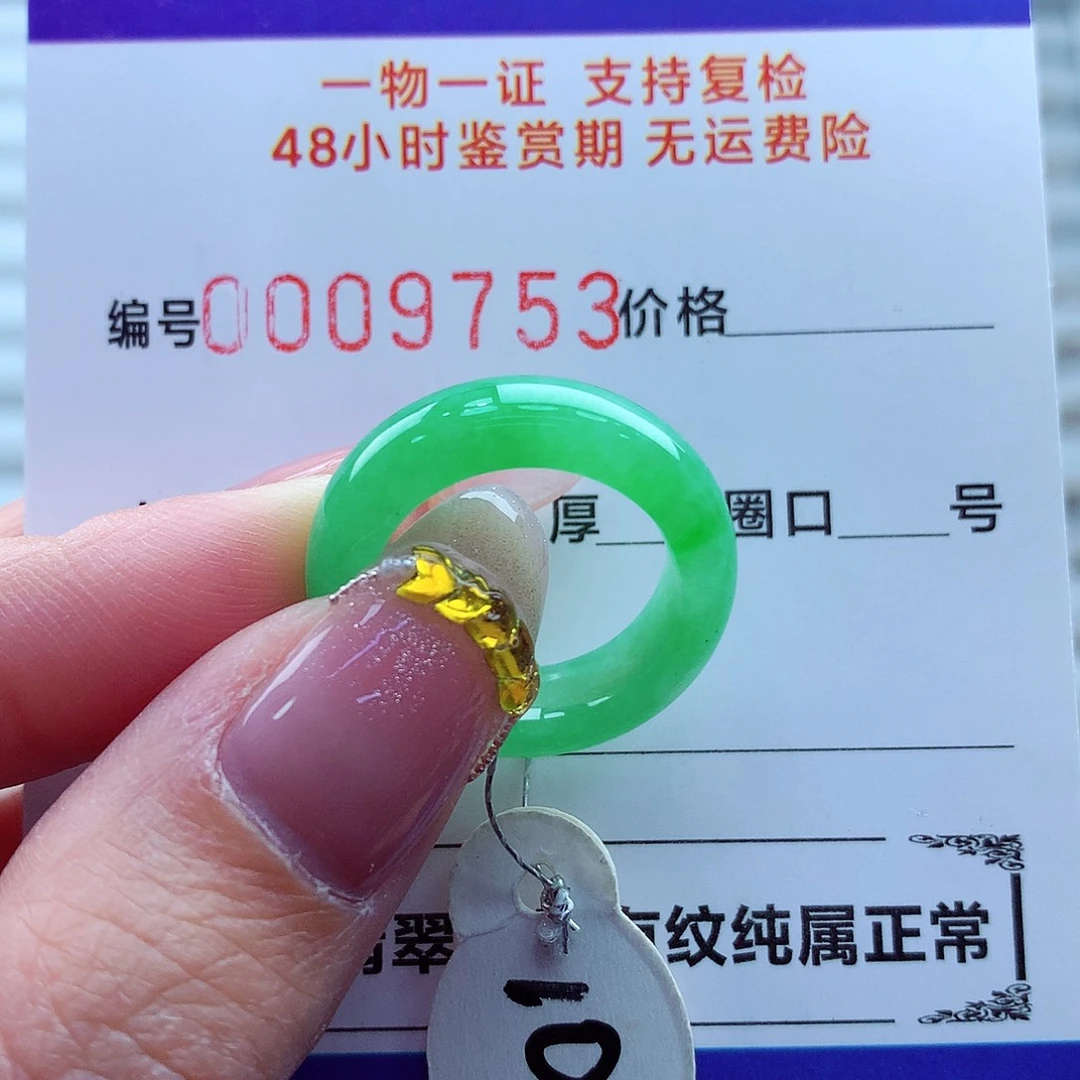 一物一证 支持复检
48小时鉴赏期 无运费险
编号0009753价格
厚 圈口 号
翠 纹纯属正常
10